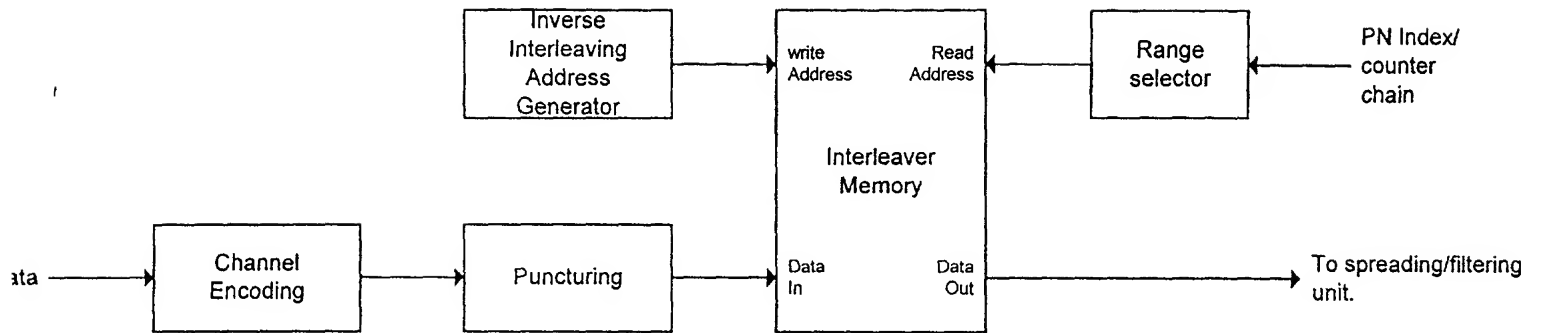 Inverse
Interleaving
Address
Generator
write
Address
Read
Address
Range
selector
PN Index/
counter
chain
Interleaver
Memory
Channel
Encoding
Puncturing
Data
In
Data
Out
To spreading/filtering
unit.